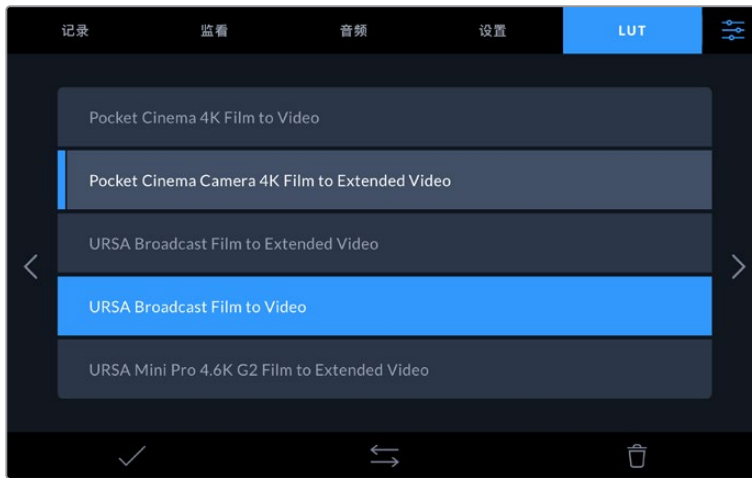 记录 监看 音频 设置 LUT
Pocket Cinema 4K Film to Video
Pocket Cinema Camera 4K Film to Extended Video
URSA Broadcast Film to Extended Video
URSA Broadcast Film to Video
URSA Mini Pro 4.6K G2 Film to Extended Video